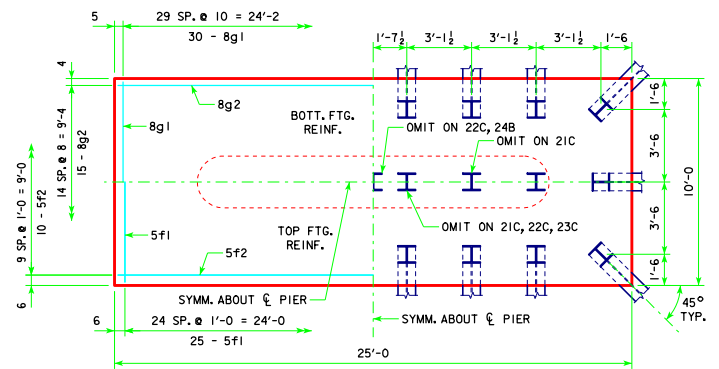 5
29 SP. @ 10 = 24'-2
30 - 8g1
1'-7½
3'-1½
3'-1½
3'-1½
1'-6
4
14 SP. @ 8 = 9'-4
15 - 8g2
8g2
8g1
BOTT. FTG.
REINF.
OMIT ON 22C, 24B
OMIT ON 21C
1'-6
3'-6
10'-0
9 SP. @ 1'-0 = 9'-0
10 - 5f2
5f1
TOP FTG.
REINF.
OMIT ON 21C, 22C, 23C
3'-6
5f2
1'-6
6
SYMM. ABOUT ℄ PIER
SYMM. ABOUT ℄ PIER
45°
TYP.
6
24 SP. @ 1'-0 = 24'-0
25 - 5f1
25'-0